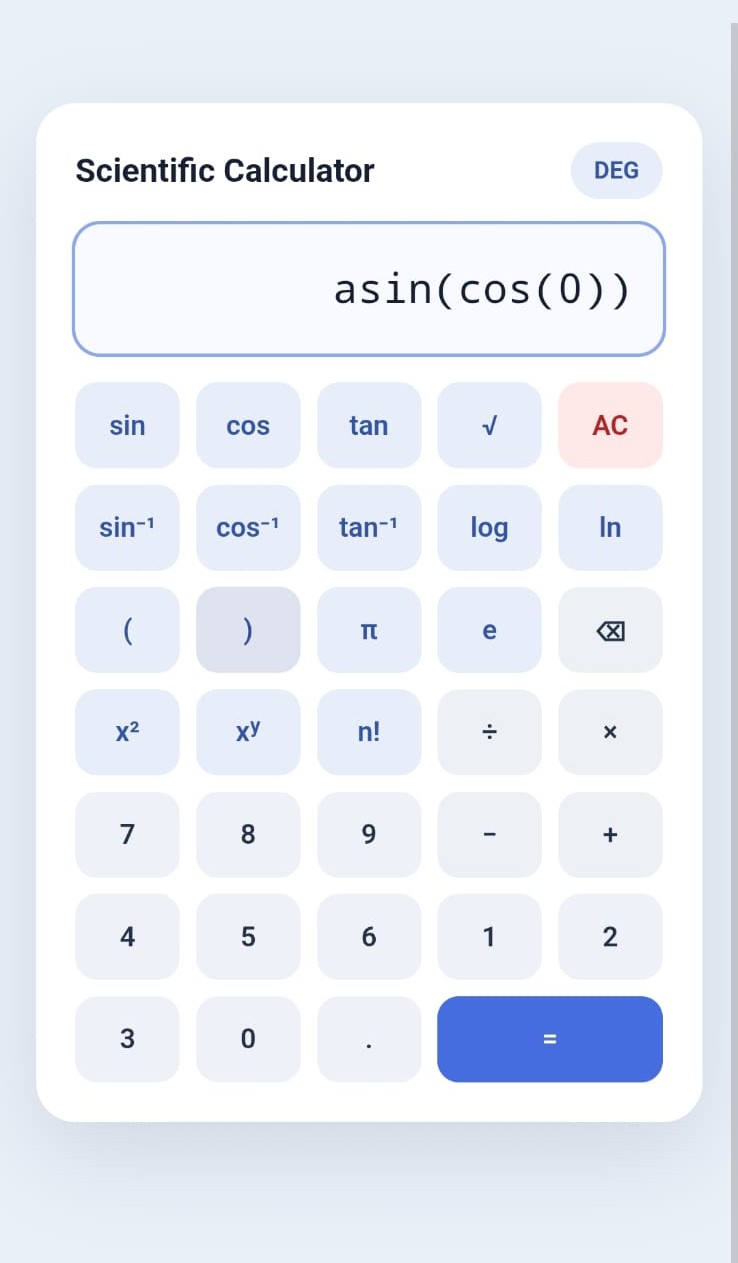 Scientific Calculator DEG
asin(cos(0))
sin cos tan √ AC
sin⁻¹ cos⁻¹ tan⁻¹ log ln
( ) π e ⌫
x² xʸ n! ÷ ×
7 8 9 − +
4 5 6 1 2
3 0 . =